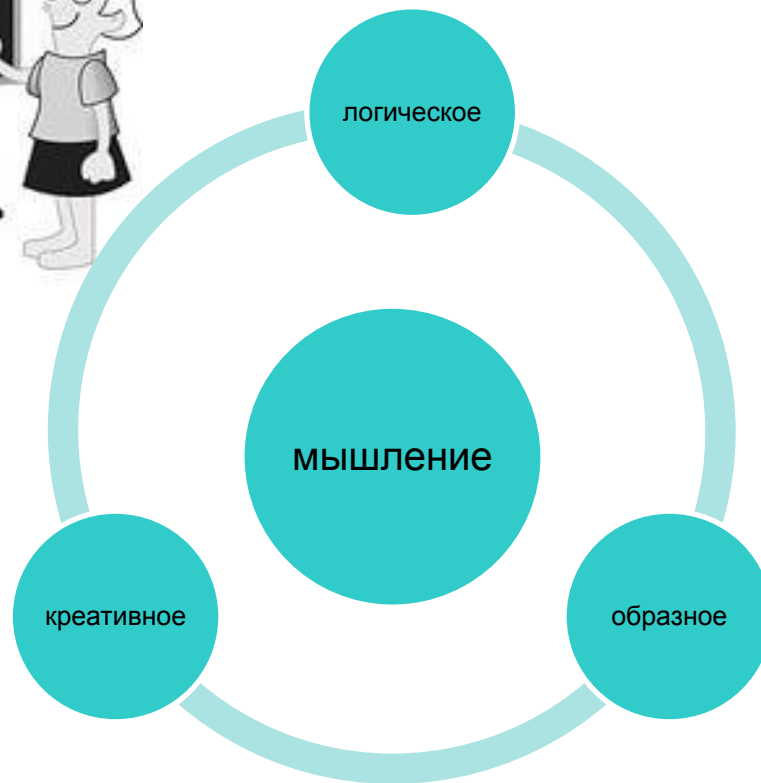 логическое
мышление
креативное
образное